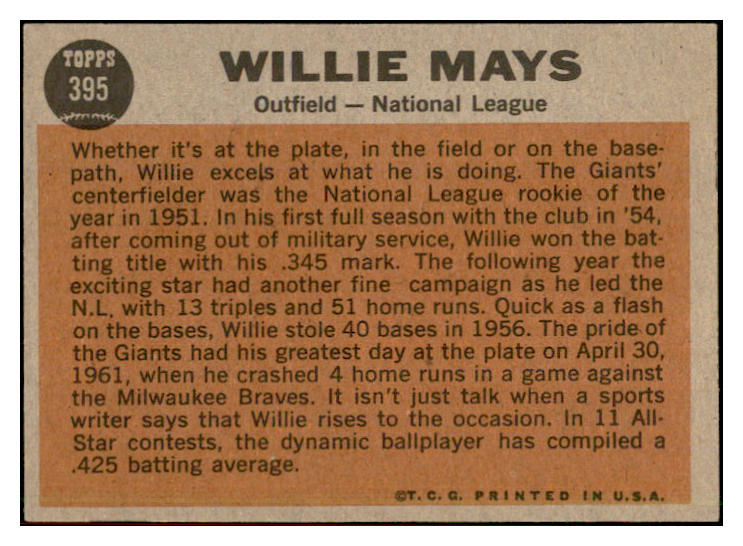 TOPPS
395
WILLIE MAYS
Outfield — National League
Whether it's at the plate, in the field or on the base-
path, Willie excels at what he is doing. The Giants'
centerfielder was the National League rookie of the
year in 1951. In his first full season with the club in '54,
after coming out of military service, Willie won the bat-
ting title with his .345 mark. The following year the
exciting star had another fine campaign as he led the
N.L. with 13 triples and 51 home runs. Quick as a flash
on the bases, Willie stole 40 bases in 1956. The pride of
the Giants had his greatest day at the plate on April 30,
1961, when he crashed 4 home runs in a game against
the Milwaukee Braves. It isn't just talk when a sports
writer says that Willie rises to the occasion. In 11 All-
Star contests, the dynamic ballplayer has compiled a
.425 batting average.
©T. C. G. PRINTED IN U.S.A.